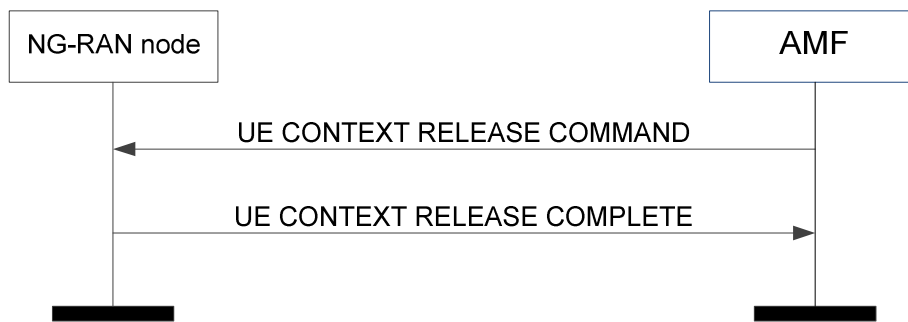 NG-RAN node
AMF
UE CONTEXT RELEASE COMMAND
UE CONTEXT RELEASE COMPLETE